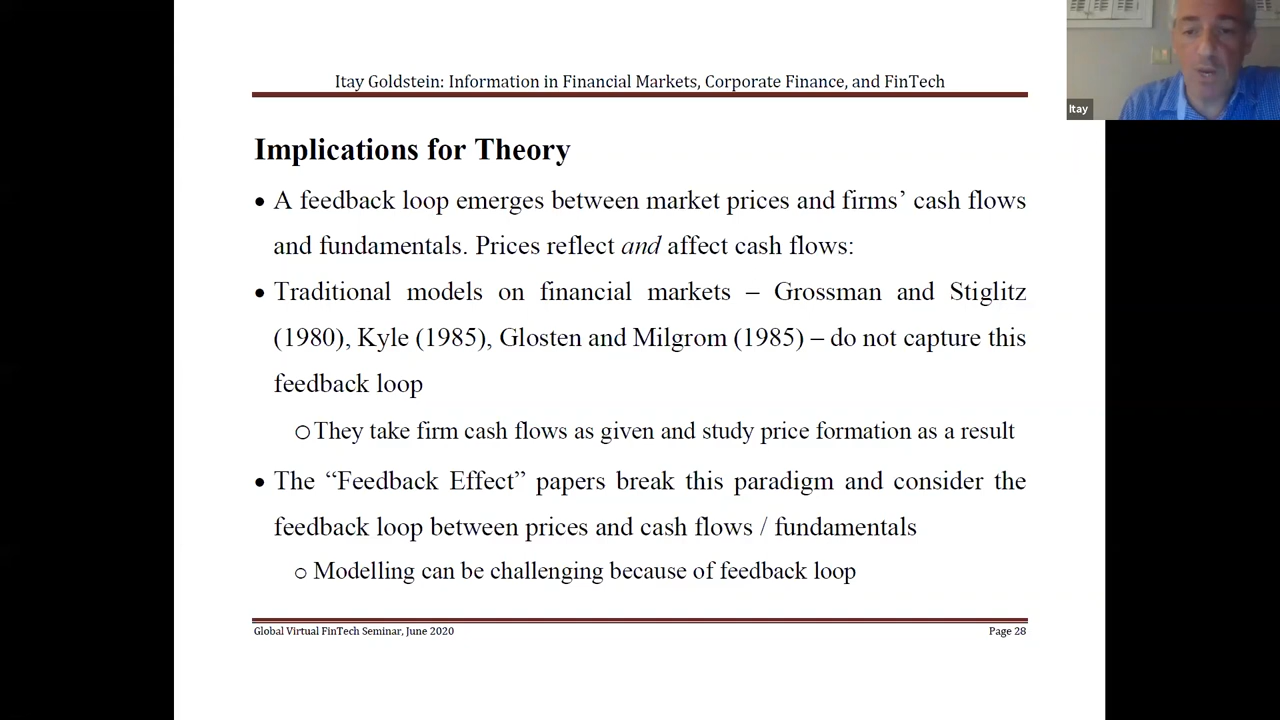 Itay Goldstein: Information in Financial Markets, Corporate Finance, and FinTech
Itay
Implications for Theory
• A feedback loop emerges between market prices and firms’ cash flows
and fundamentals. Prices reflect and affect cash flows:
• Traditional models on financial markets – Grossman and Stiglitz
(1980), Kyle (1985), Glosten and Milgrom (1985) – do not capture this
feedback loop
o They take firm cash flows as given and study price formation as a result
• The “Feedback Effect” papers break this paradigm and consider the
feedback loop between prices and cash flows / fundamentals
o Modelling can be challenging because of feedback loop
Global Virtual FinTech Seminar, June 2020 Page 28